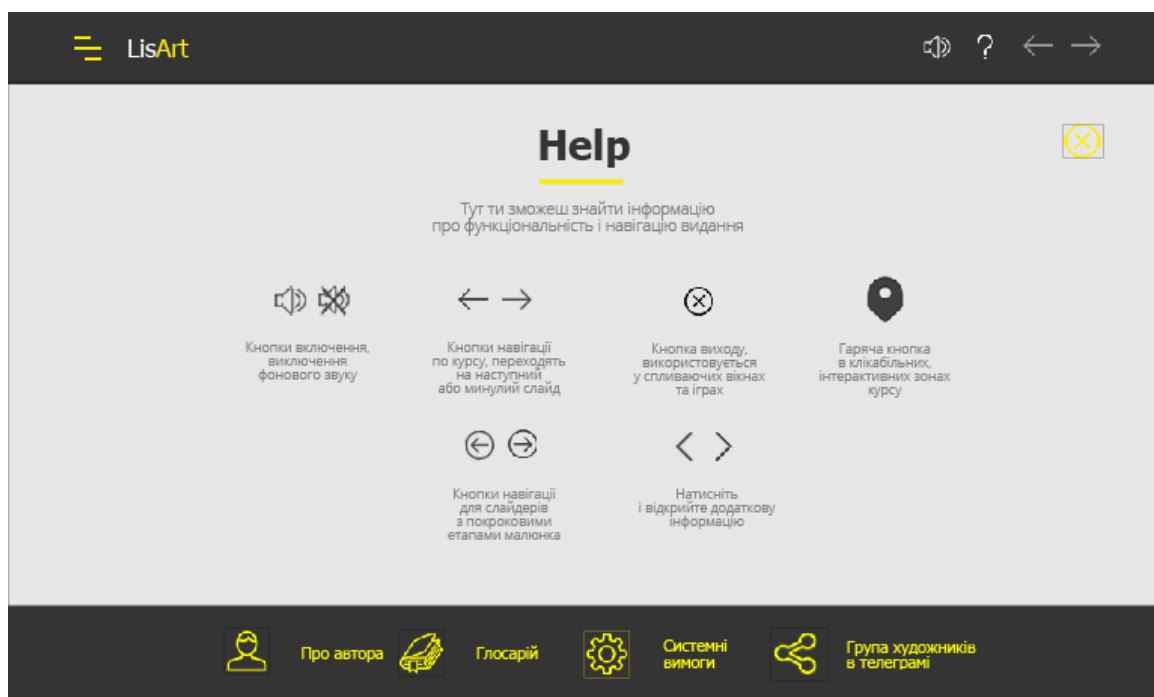 LisArt
?
Help
Тут ти зможеш знайти інформацію
про функціональність і навігацію видання
Кнопки включення,
виключення
фонового звуку
Кнопки навігації
по курсу, переходять
на наступний
або минулий слайд
Кнопка виходу,
використовується
у спливаючих вікнах
та іграх
Гаряча кнопка
в клікабільних,
інтерактивних зонах
курсу
Кнопки навігації
для слайдерів
з покроковими
етапами малюнка
Натисніть
і відкрийте додаткову
інформацію
Про автора
Глосарій
Системні
вимоги
Група художників
в телеграмі